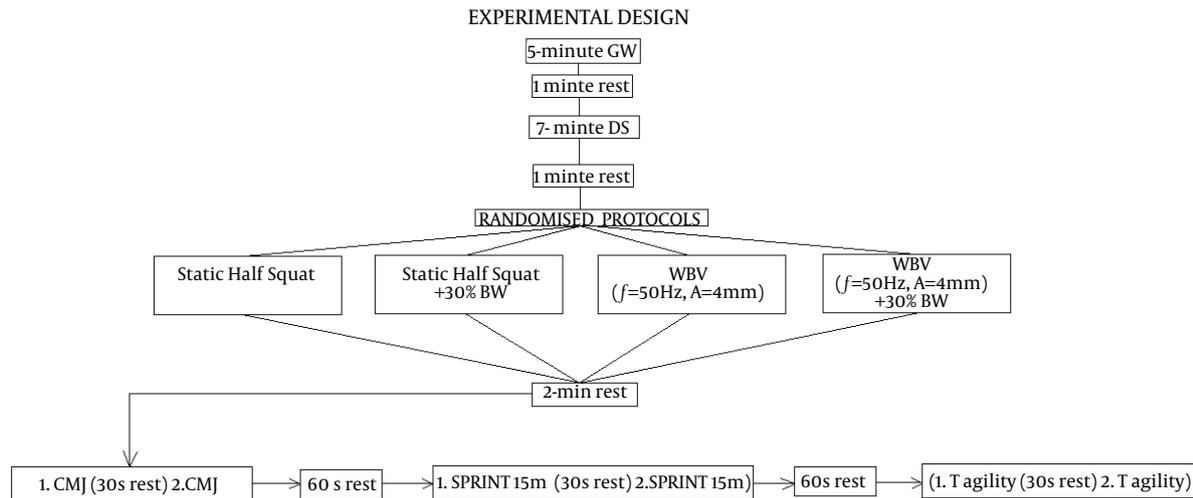 EXPERIMENTAL DESIGN
5-minute GW
1 minte rest
7- minte DS
1 minte rest
RANDOMISED PROTOCOLS
Static Half Squat
Static Half Squat
+30% BW
WBV
(f=50Hz, A=4mm)
WBV
(f=50Hz, A=4mm)
+30% BW
2-min rest
1. CMJ (30s rest) 2.CMJ
60 s rest
1. SPRINT 15m (30s rest) 2.SPRINT 15m)
60s rest
(1. T agility (30s rest) 2. T agility)